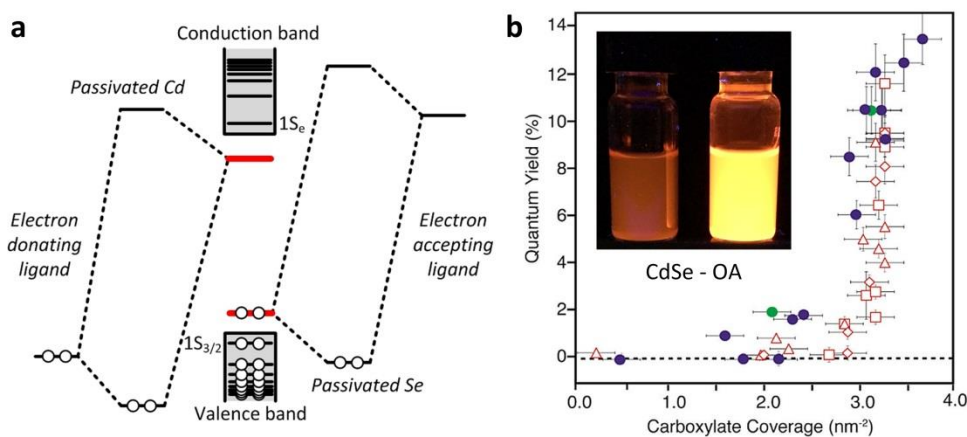 a
Conduction band
Passivated Cd
1Sₑ
Electron
donating
ligand
Electron
accepting
ligand
1S₃/₂
Passivated Se
Valence band
b
Quantum Yield (%)
14
12
10
8
6
4
2
0
CdSe - OA
0.0
1.0
2.0
3.0
4.0
Carboxylate Coverage (nm⁻²)